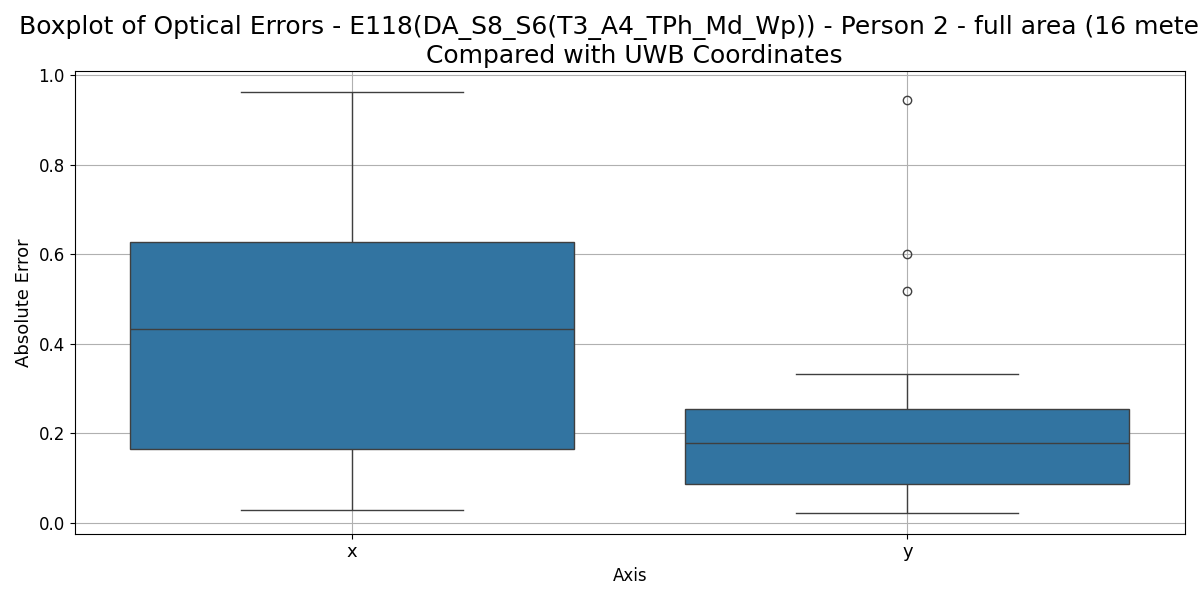 Boxplot of Optical Errors - E118(DA_S8_S6(T3_A4_TPh_Md_Wp)) - Person 2 - full area (16 mete
Compared with UWB Coordinates
1.0
0.8
0.6
0.4
0.2
0.0
Absolute Error
x y
Axis